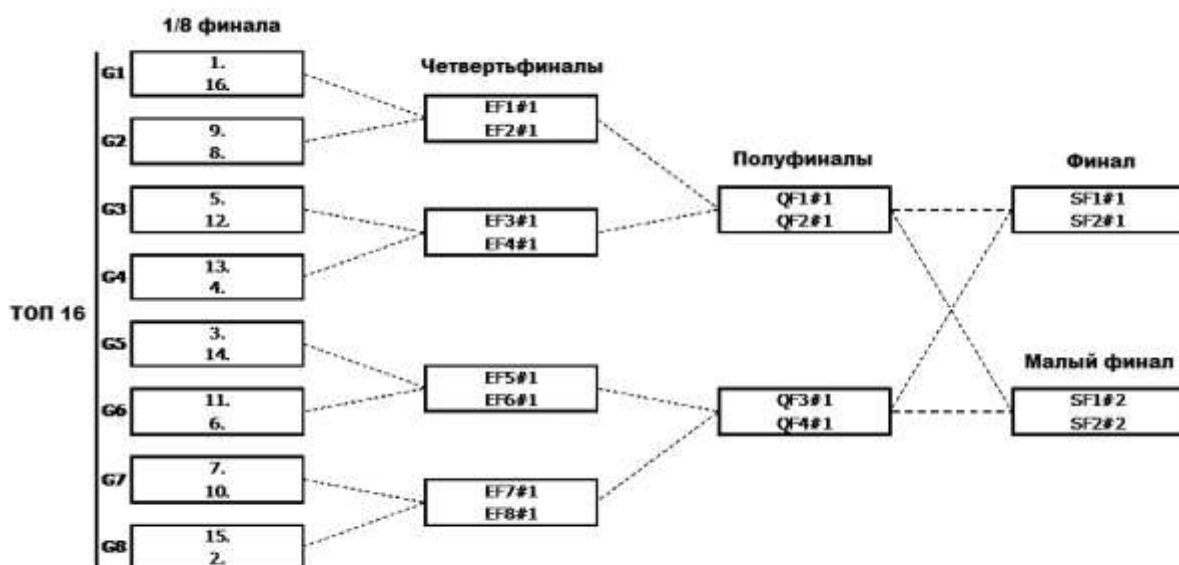 1/8 финала
Четвертьфиналы
Полуфиналы
Финал
Малый финал
ТОП 16
G1
1.
16.
G2
9.
8.
G3
5.
12.
G4
13.
4.
G5
3.
14.
G6
11.
6.
G7
7.
10.
G8
15.
2.
EF1#1
EF2#1
EF3#1
EF4#1
EF5#1
EF6#1
EF7#1
EF8#1
QF1#1
QF2#1
QF3#1
QF4#1
SF1#1
SF2#1
SF1#2
SF2#2